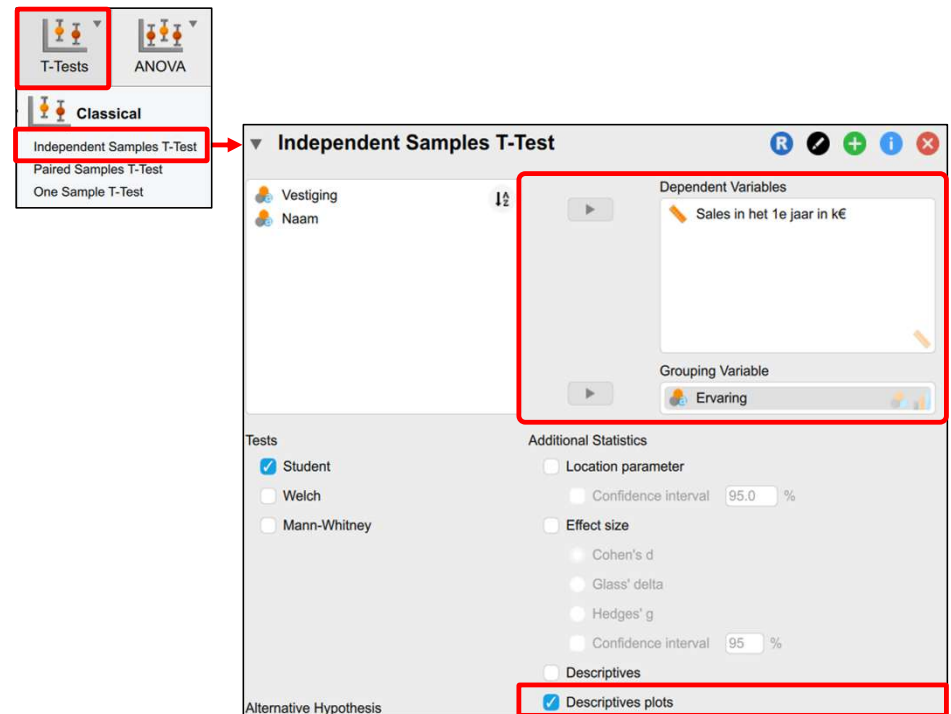 T-Tests
ANOVA
Classical
Independent Samples T-Test
Paired Samples T-Test
One Sample T-Test
Independent Samples T-Test
R
i
Vestiging
Naam
Dependent Variables
Sales in het 1e jaar in k€
Grouping Variable
Ervaring
Tests
Student
Welch
Mann-Whitney
Alternative Hypothesis
Additional Statistics
Location parameter
Confidence interval 95.0 %
Effect size
Cohen's d
Glass' delta
Hedges' g
Confidence interval 95 %
Descriptives
Descriptives plots